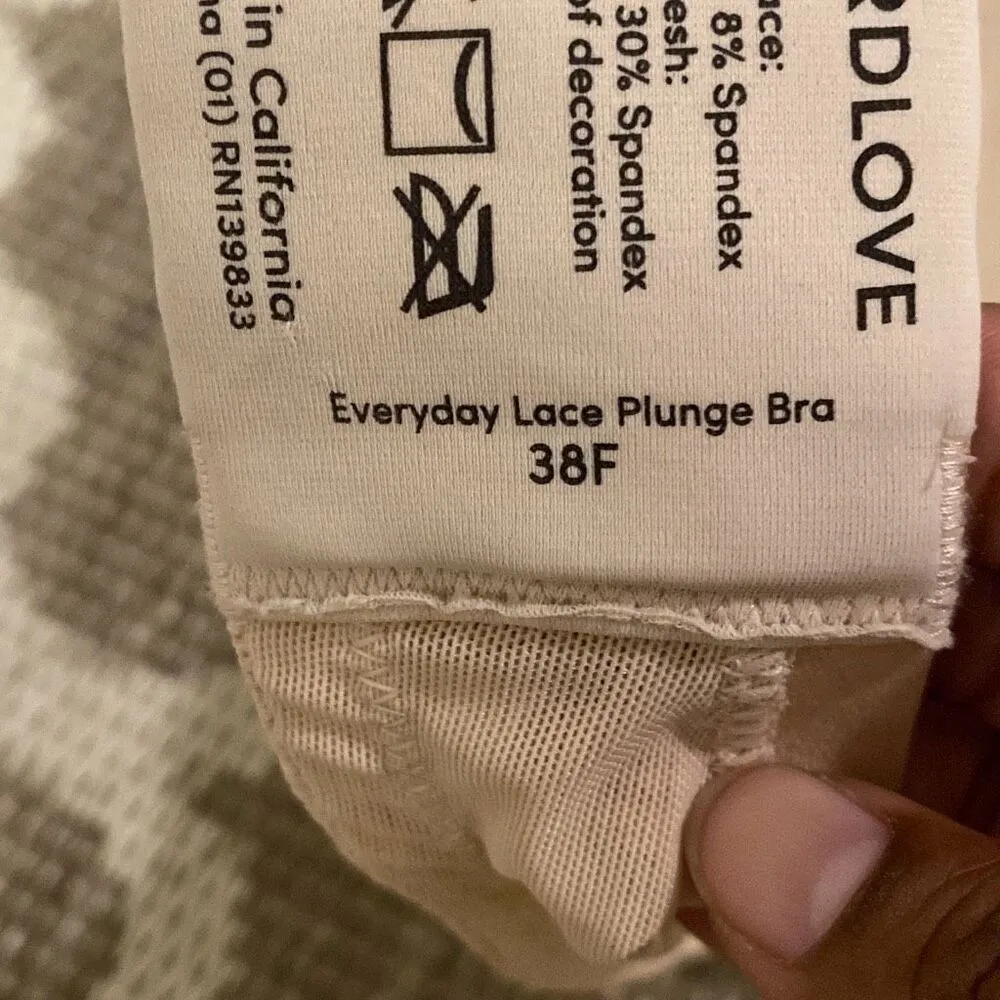 RDLOVE
ace:
8% Spandex
esh:
30% Spandex
of decoration
in California
na (01) RN139833
Everyday Lace Plunge Bra
38F